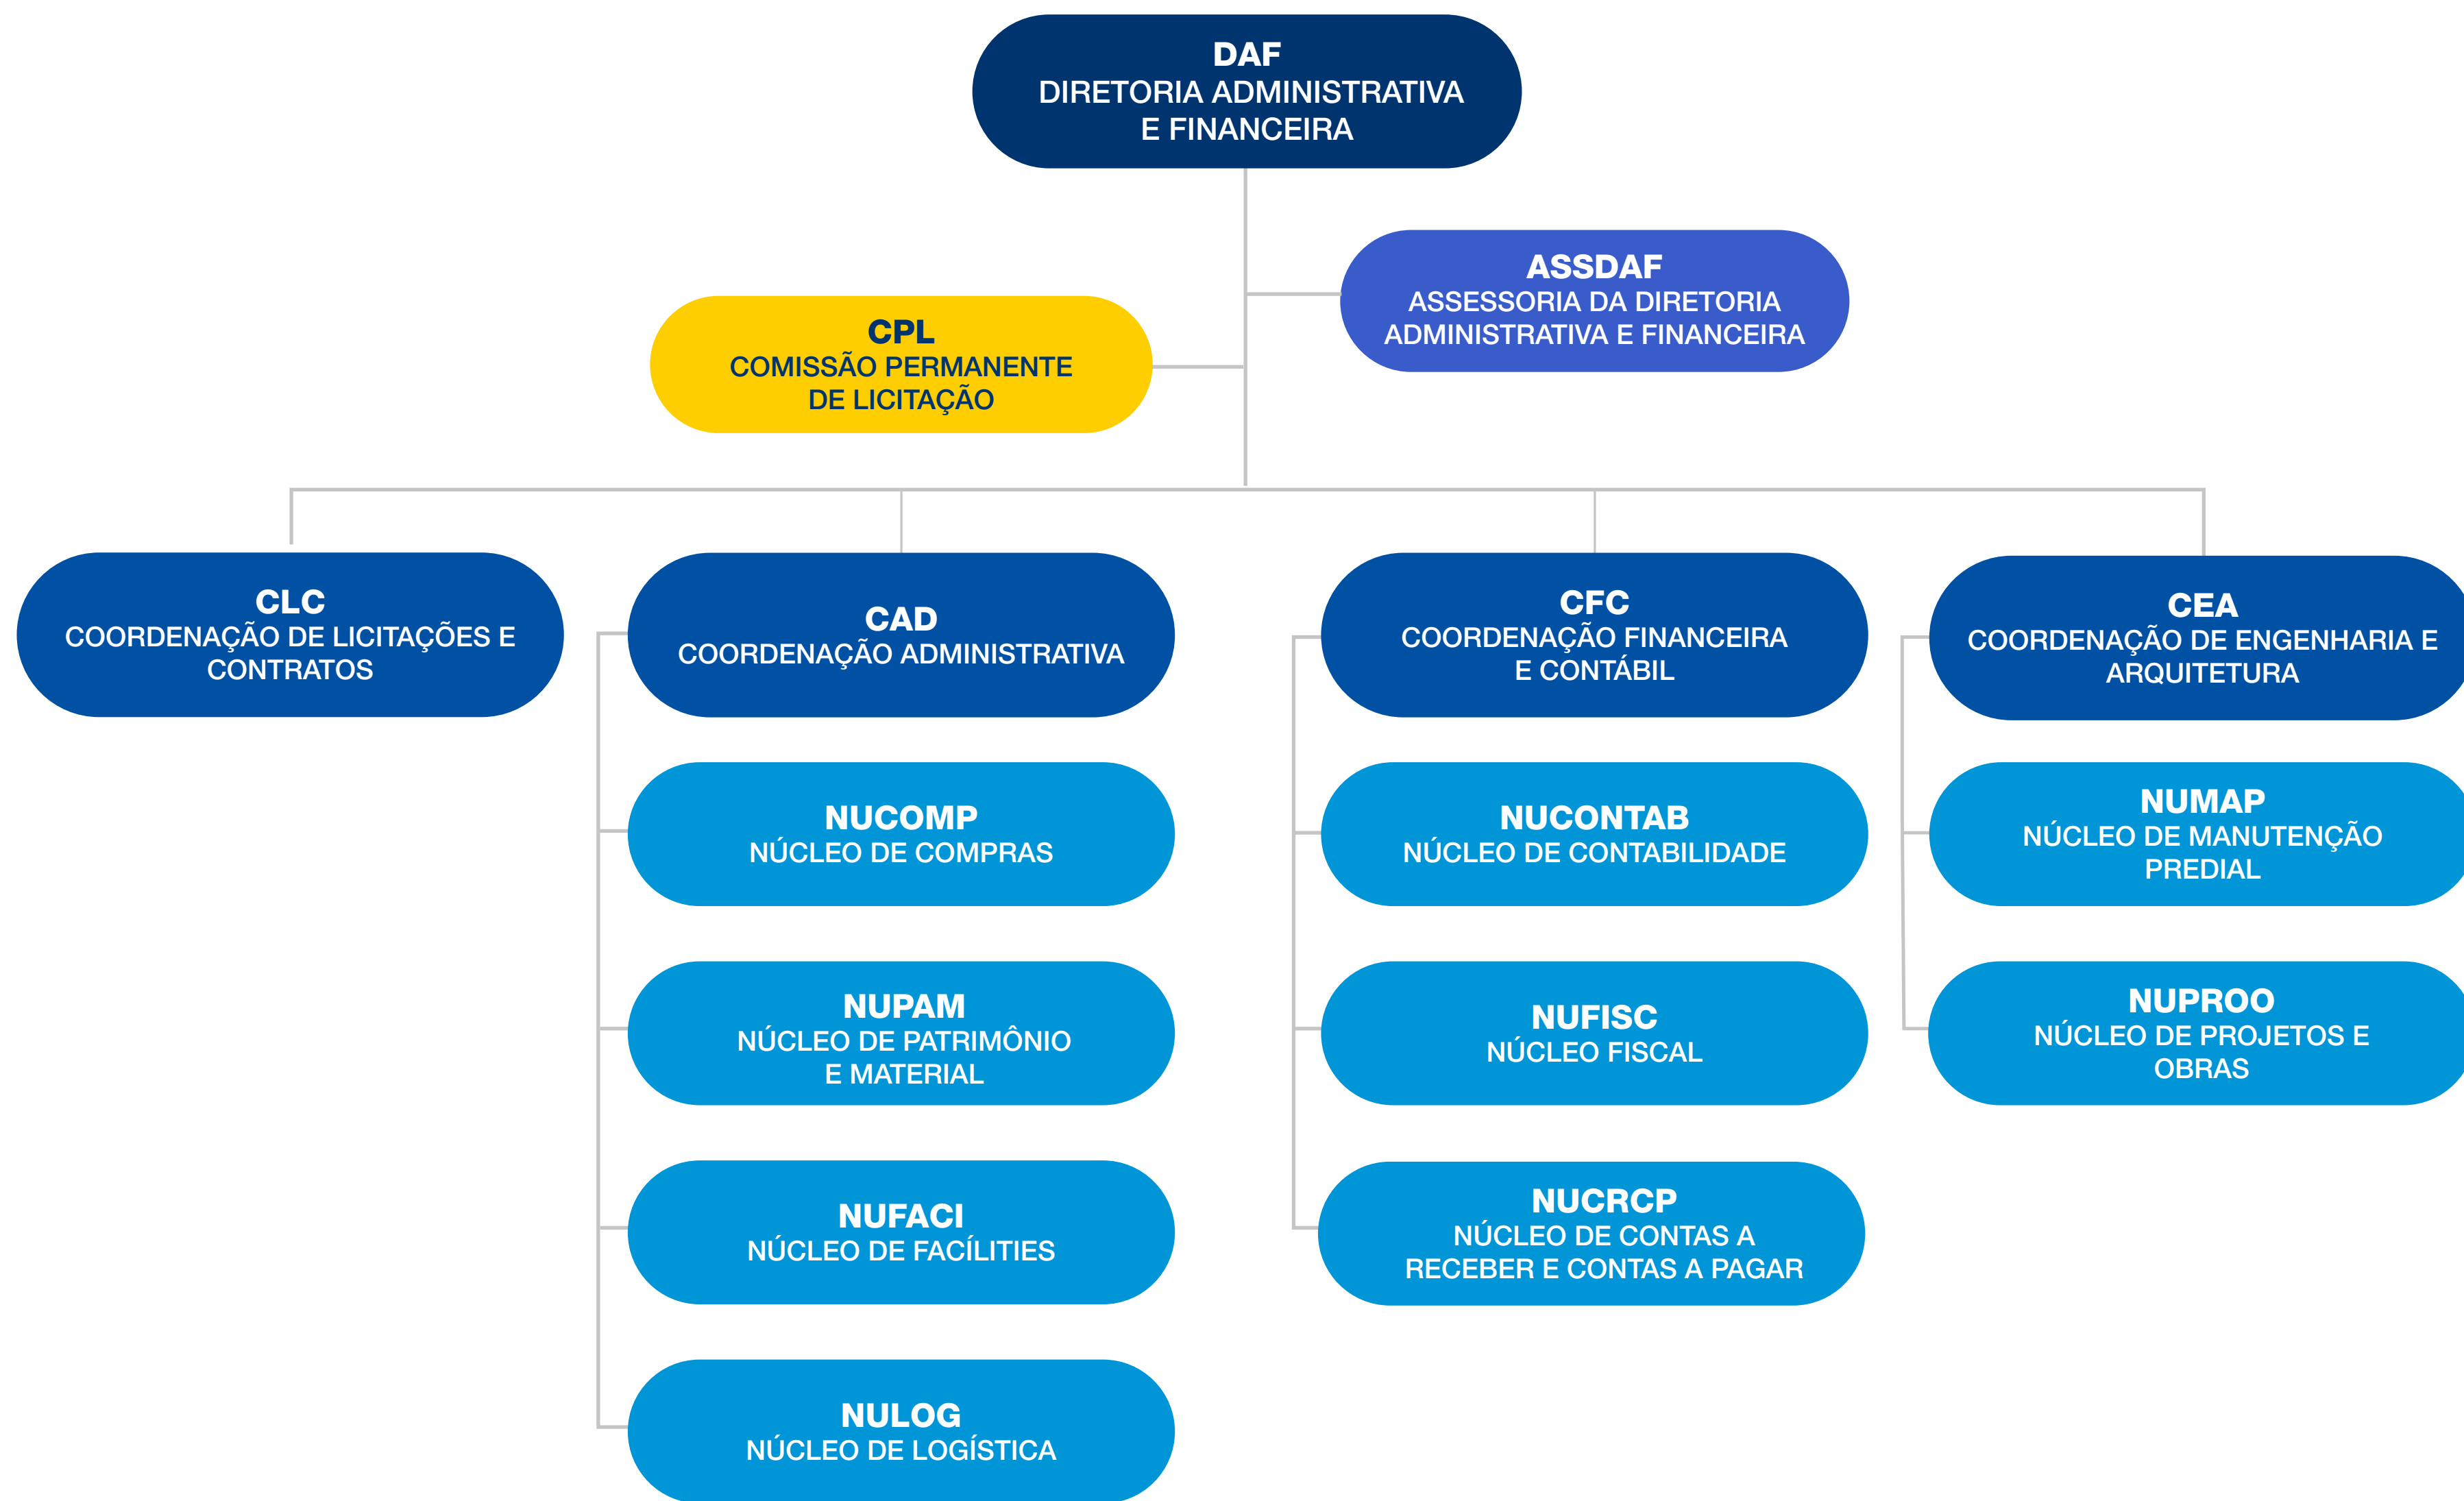 DAF
DIRETORIA ADMINISTRATIVA
E FINANCEIRA
ASSDAF
ASSESSORIA DA DIRETORIA
ADMINISTRATIVA E FINANCEIRA
CPL
COMISSÃO PERMANENTE
DE LICITAÇÃO
CLC
COORDENAÇÃO DE LICITAÇÕES E
CONTRATOS
CAD
COORDENAÇÃO ADMINISTRATIVA
CFC
COORDENAÇÃO FINANCEIRA
E CONTÁBIL
CEA
COORDENAÇÃO DE ENGENHARIA E
ARQUITETURA
NUCOMP
NÚCLEO DE COMPRAS
NUCONTAB
NÚCLEO DE CONTABILIDADE
NUMAP
NÚCLEO DE MANUTENÇÃO
PREDIAL
NUPAM
NÚCLEO DE PATRIMÔNIO
E MATERIAL
NUFISC
NÚCLEO FISCAL
NUPROO
NÚCLEO DE PROJETOS E
OBRAS
NUFACI
NÚCLEO DE FACÍLITIES
NUCRCP
NÚCLEO DE CONTAS A
RECEBER E CONTAS A PAGAR
NULOG
NÚCLEO DE LOGÍSTICA